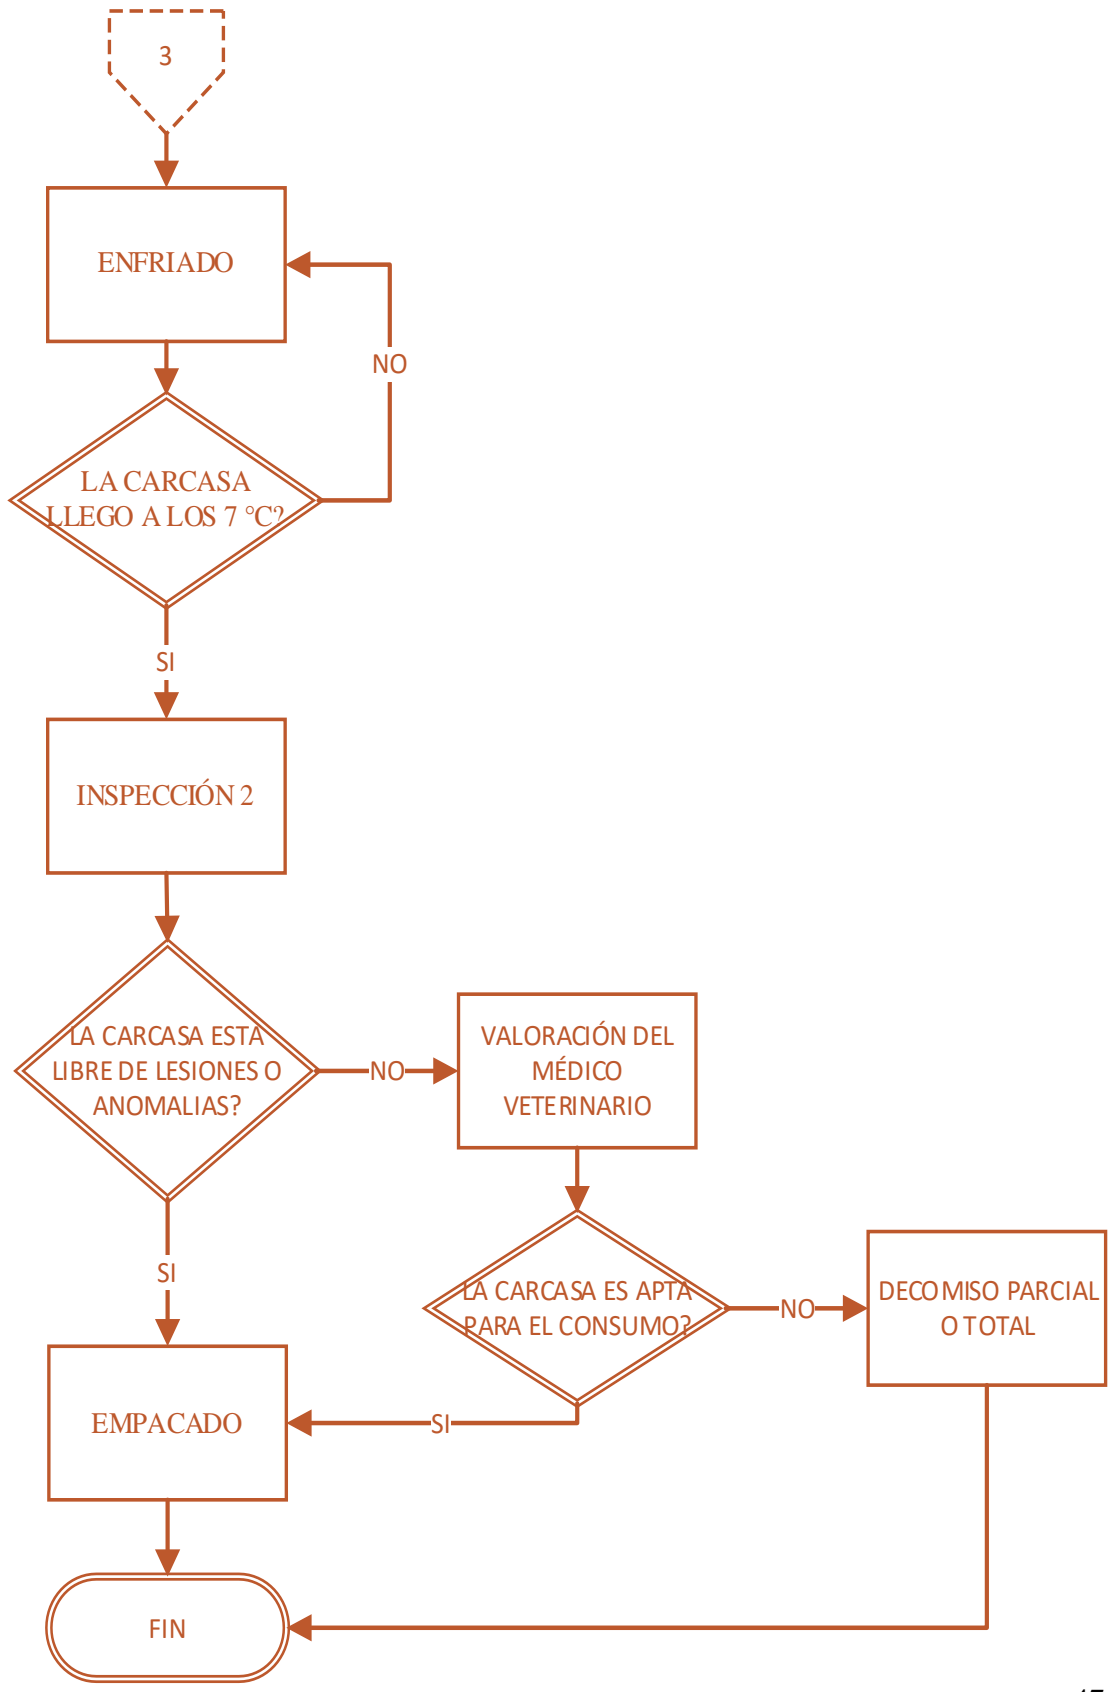 3
ENFRIADO
NO
LA CARCASA
LLEGO A LOS 7 °C?
SI
INSPECCIÓN 2
LA CARCASA ESTA
LIBRE DE LESIONES O
ANOMALIAS?
NO
VALORACIÓN DEL
MÉDICO
VETERINARIO
SI
LA CARCASA ES APTA
PARA EL CONSUMO?
NO
DECOMISO PARCIAL
O TOTAL
EMPACADO
SI
FIN